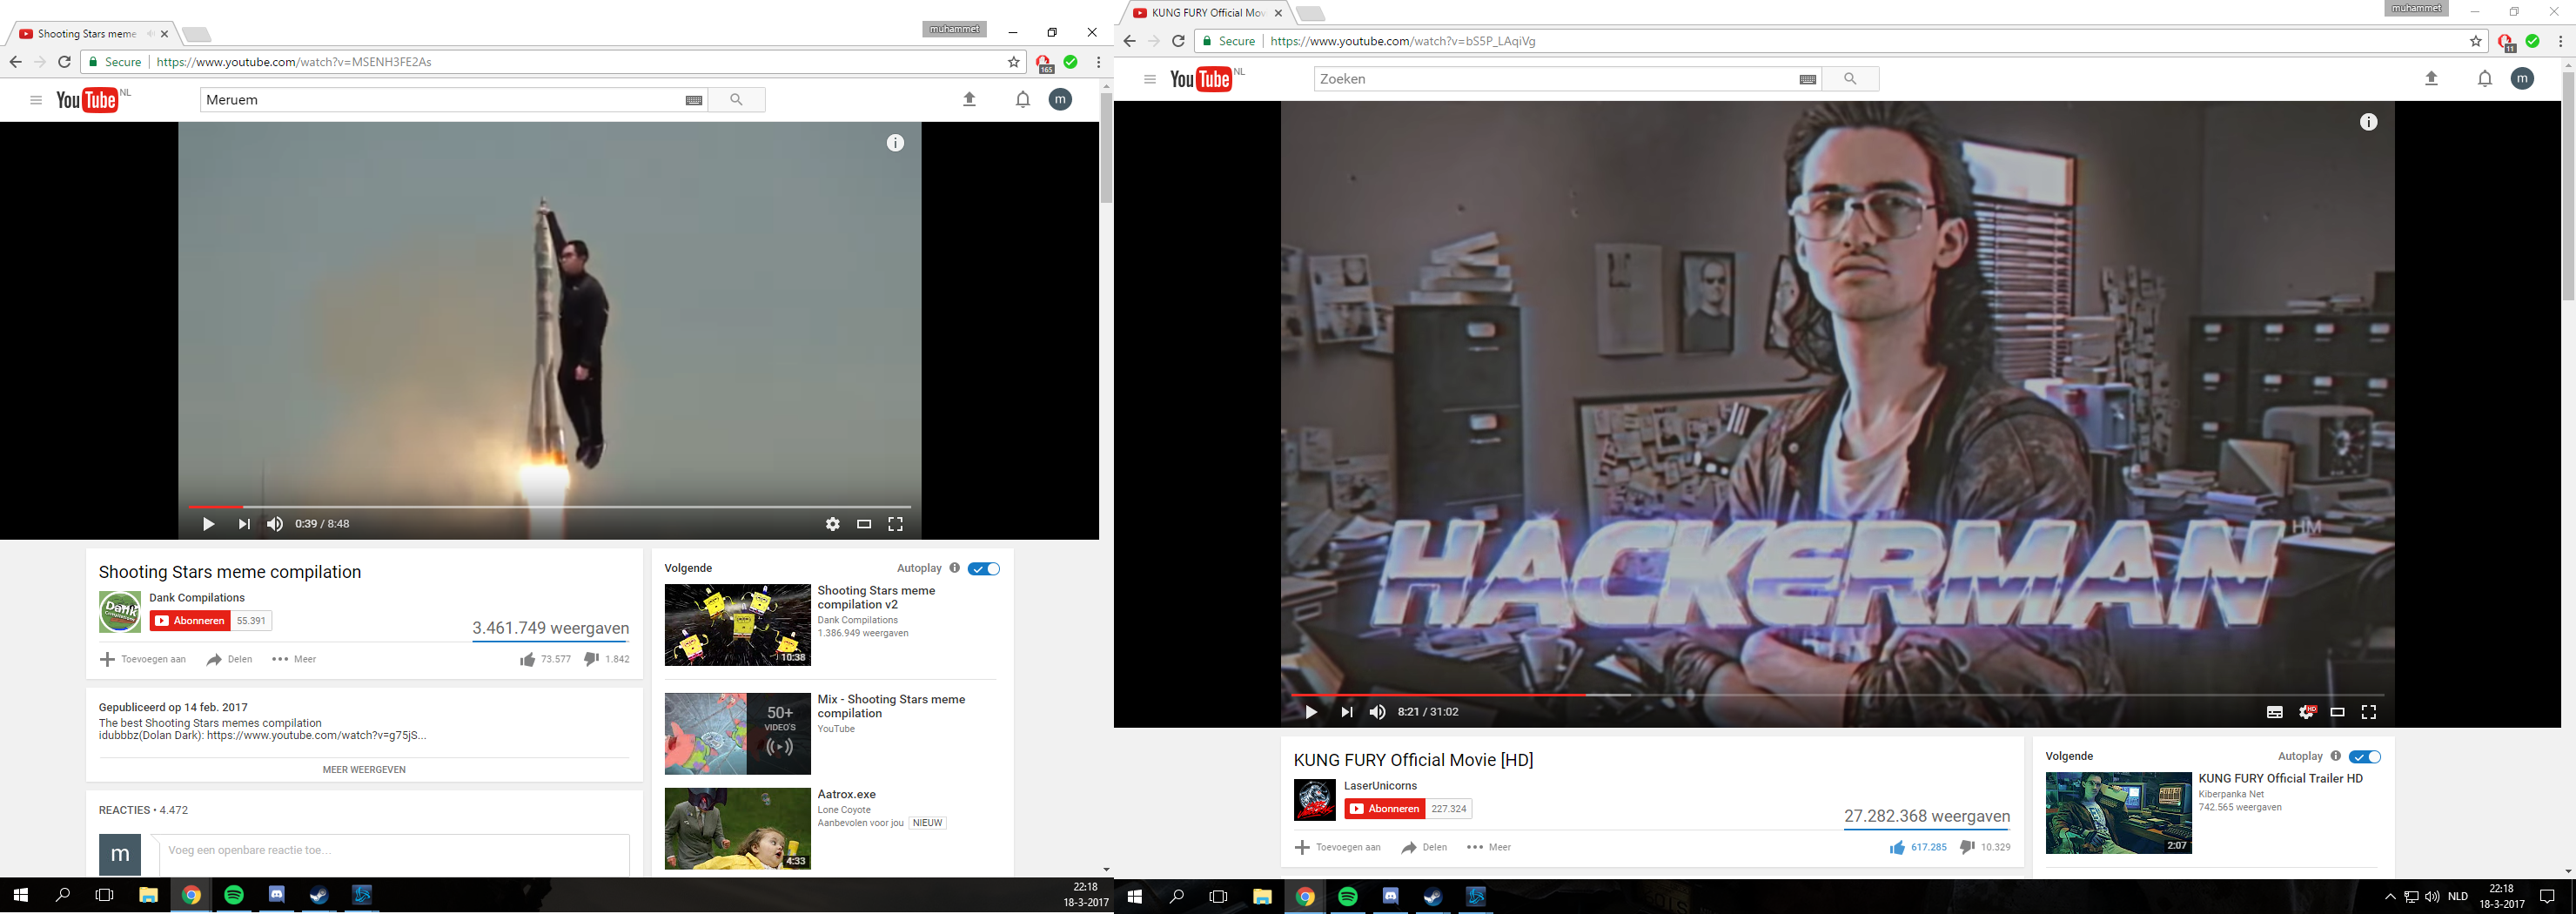 Shooting Stars meme
muhammet
Secure https://www.youtube.com/watch?v=MSENH3FE2As
165
YouTube NL
Meruem
m
0:39 / 8:48
Shooting Stars meme compilation
Dank Compilations
Abonneren 55.391
3.461.749 weergaven
Toevoegen aan Delen Meer 73.577 1.842
Gepubliceerd op 14 feb. 2017
The best Shooting Stars memes compilation
idubbbz(Dolan Dark): https://www.youtube.com/watch?v=g75jS...
MEER WEERGEVEN
REACTIES • 4.472
m
Voeg een openbare reactie toe...
Volgende Autoplay
Shooting Stars meme
compilation v2
Dank Compilations
1.386.949 weergaven
10:38
Mix - Shooting Stars meme
compilation
YouTube
50+
VIDEO'S
Aatrox.exe
Lone Coyote
Aanbevolen voor jou NIEUW
4:33
22:18
18-3-2017
KUNG FURY Official Mov
muhammet
Secure https://www.youtube.com/watch?v=bS5P_LAqiVg
11
YouTube NL
Zoeken
m
HACKERMAN
HM
8:21 / 31:02
HD
KUNG FURY Official Movie [HD]
LaserUnicorns
Abonneren 227.324
27.282.368 weergaven
Toevoegen aan Delen Meer 617.285 10.329
Volgende Autoplay
KUNG FURY Official Trailer HD
Kiberpanka Net
742.565 weergaven
2:07
NLD
22:18
18-3-2017